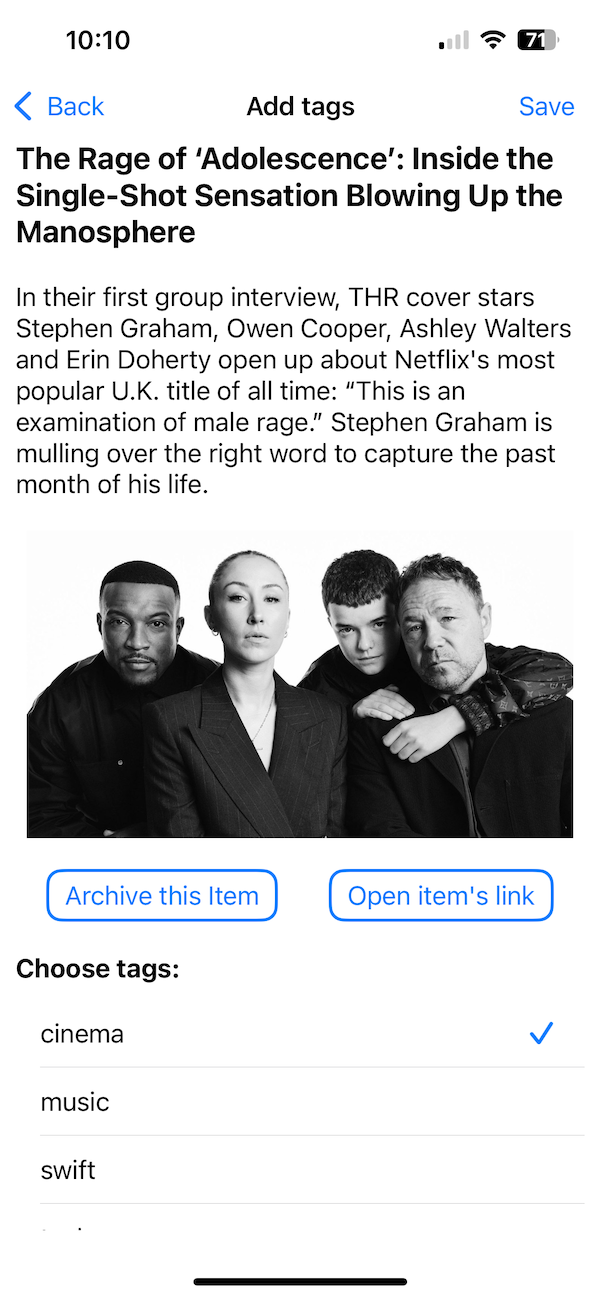 10:10
71
Back
Add tags
Save
The Rage of ‘Adolescence’: Inside the
Single-Shot Sensation Blowing Up the
Manosphere
In their first group interview, THR cover stars
Stephen Graham, Owen Cooper, Ashley Walters
and Erin Doherty open up about Netflix's most
popular U.K. title of all time: “This is an
examination of male rage.” Stephen Graham is
mulling over the right word to capture the past
month of his life.
Archive this Item
Open item's link
Choose tags:
cinema
music
swift